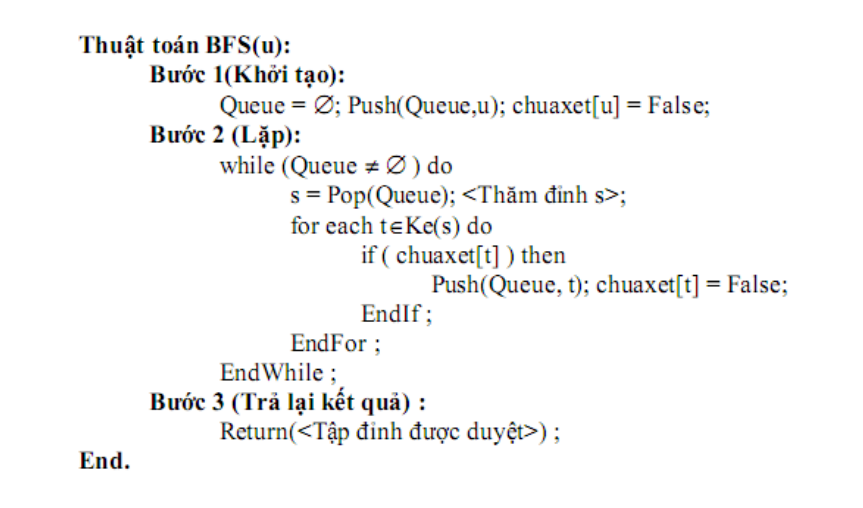 Thuật toán BFS(u):
Bước 1(Khởi tạo):
Queue = ∅; Push(Queue,u); chuaxet[u] = False;
Bước 2 (Lặp):
while (Queue ≠ ∅ ) do
s = Pop(Queue); <Thăm đỉnh s>;
for each t∈Ke(s) do
if ( chuaxet[t] ) then
Push(Queue, t); chuaxet[t] = False;
EndIf ;
EndFor ;
EndWhile ;
Bước 3 (Trả lại kết quả) :
Return(<Tập đỉnh được duyệt>) ;
End.